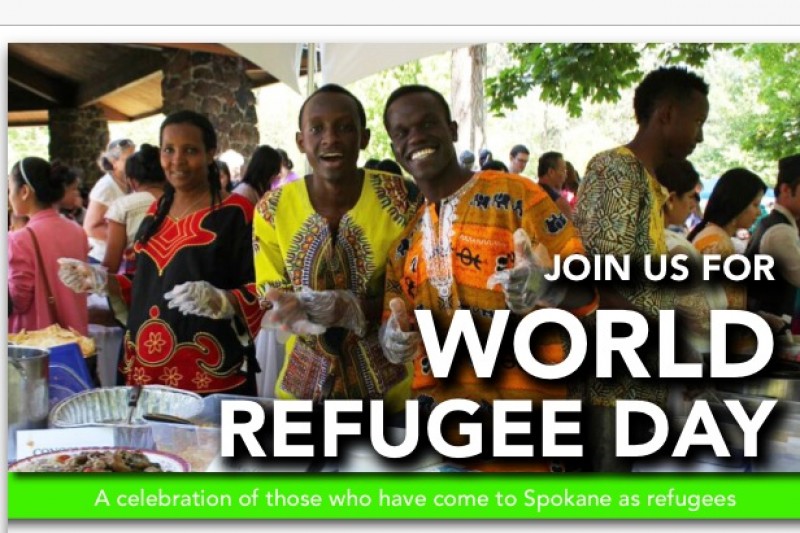 JOIN US FOR
WORLD
REFUGEE DAY
A celebration of those who have come to Spokane as refugees